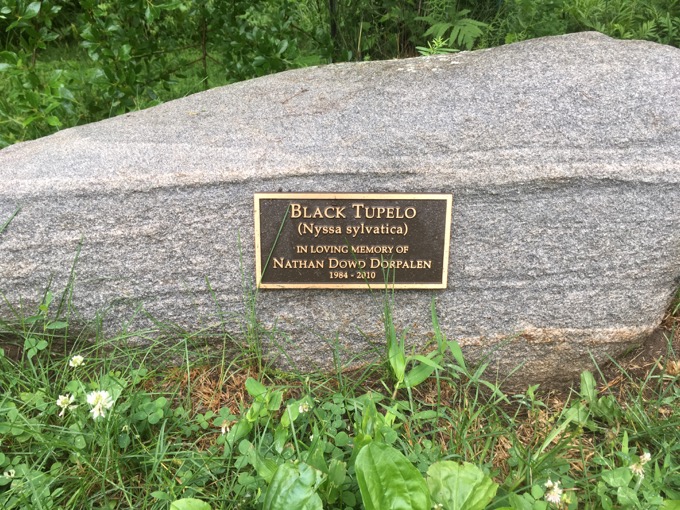 BLACK TUPELO
(Nyssa sylvatica)
IN LOVING MEMORY OF
NATHAN DOWD DORPALEN
1984 - 2010